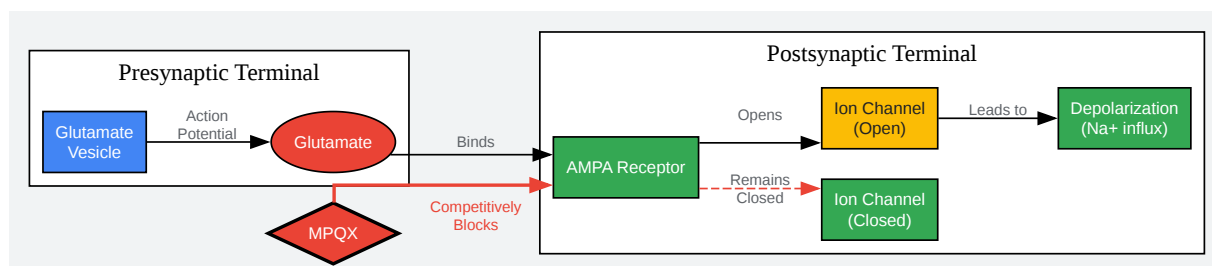 Presynaptic Terminal
Postsynaptic Terminal
Glutamate
Vesicle
Action
Potential
Glutamate
Binds
AMPA Receptor
Opens
Ion Channel
(Open)
Leads to
Depolarization
(Na+ influx)
Remains
Closed
Ion Channel
(Closed)
Competitively
Blocks
MPQX